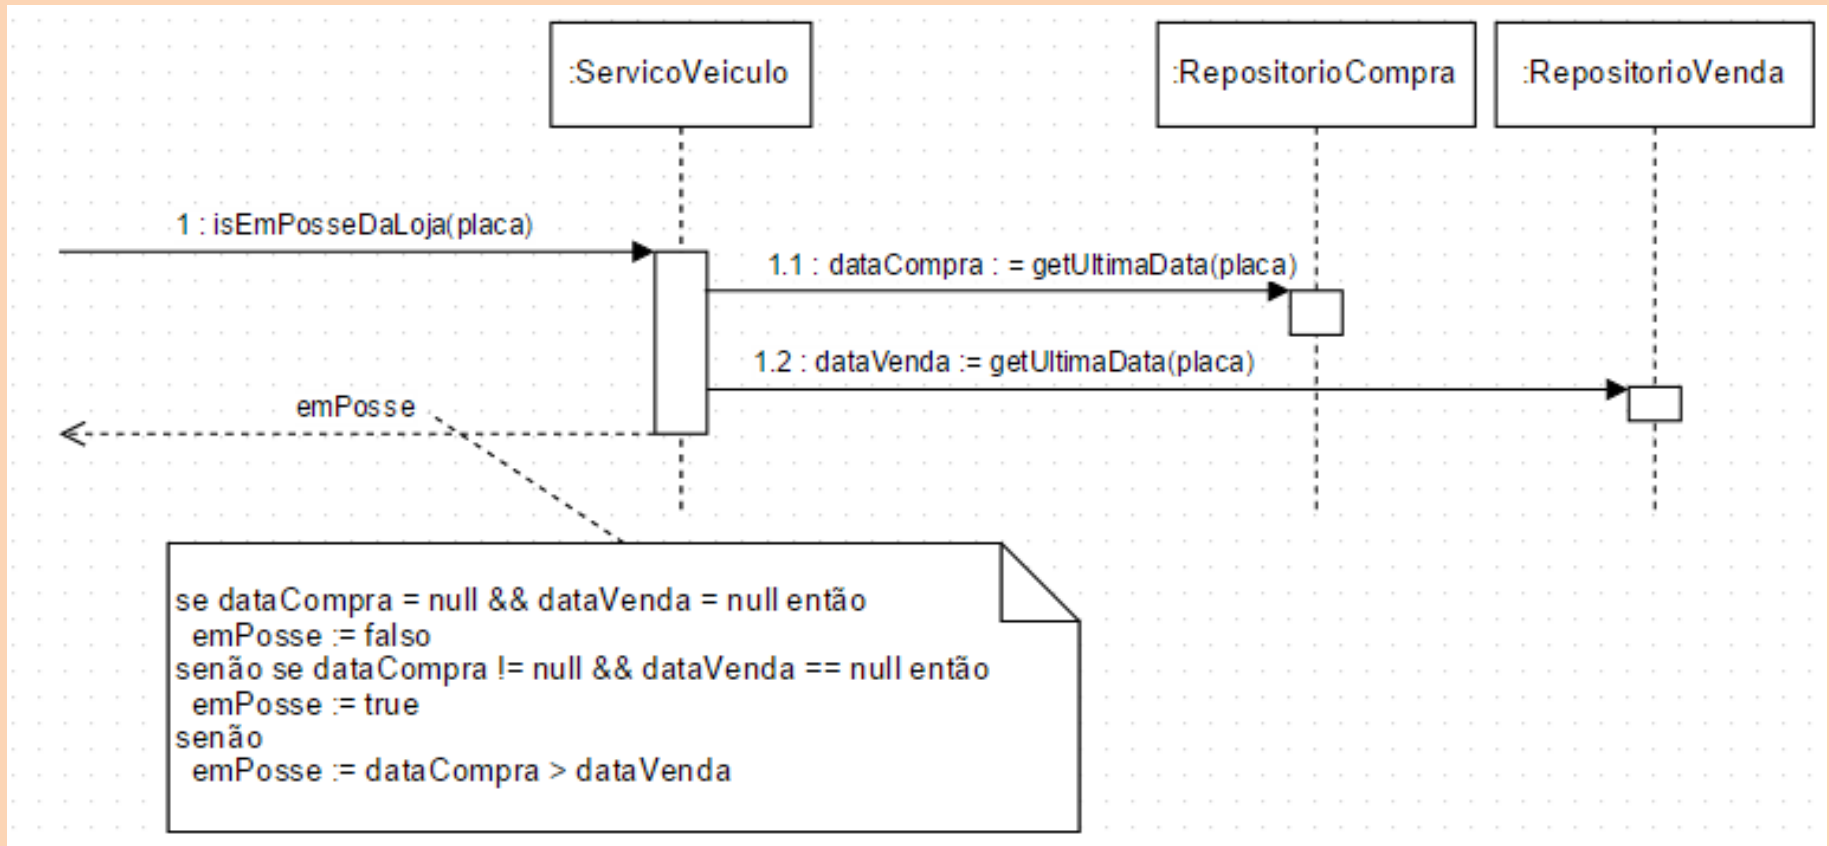 :ServicoVeiculo
:RepositorioCompra
:RepositorioVenda
1 : isEmPosseDaLoja(placa)
1.1 : dataCompra : = getUltimaData(placa)
1.2 : dataVenda := getUltimaData(placa)
emPosse
se dataCompra = null && dataVenda = null então
emPosse := falso
senão se dataCompra != null && dataVenda == null então
emPosse := true
senão
emPosse := dataCompra > dataVenda